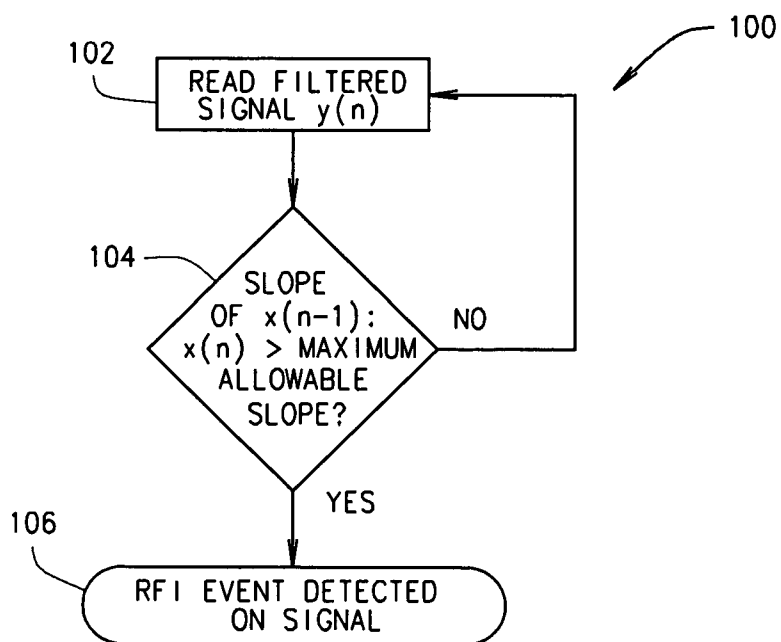 100
102
READ FILTERED
SIGNAL y(n)
104
SLOPE
OF x(n-1):
x(n) > MAXIMUM
ALLOWABLE
SLOPE?
NO
YES
106
RFI EVENT DETECTED
ON SIGNAL